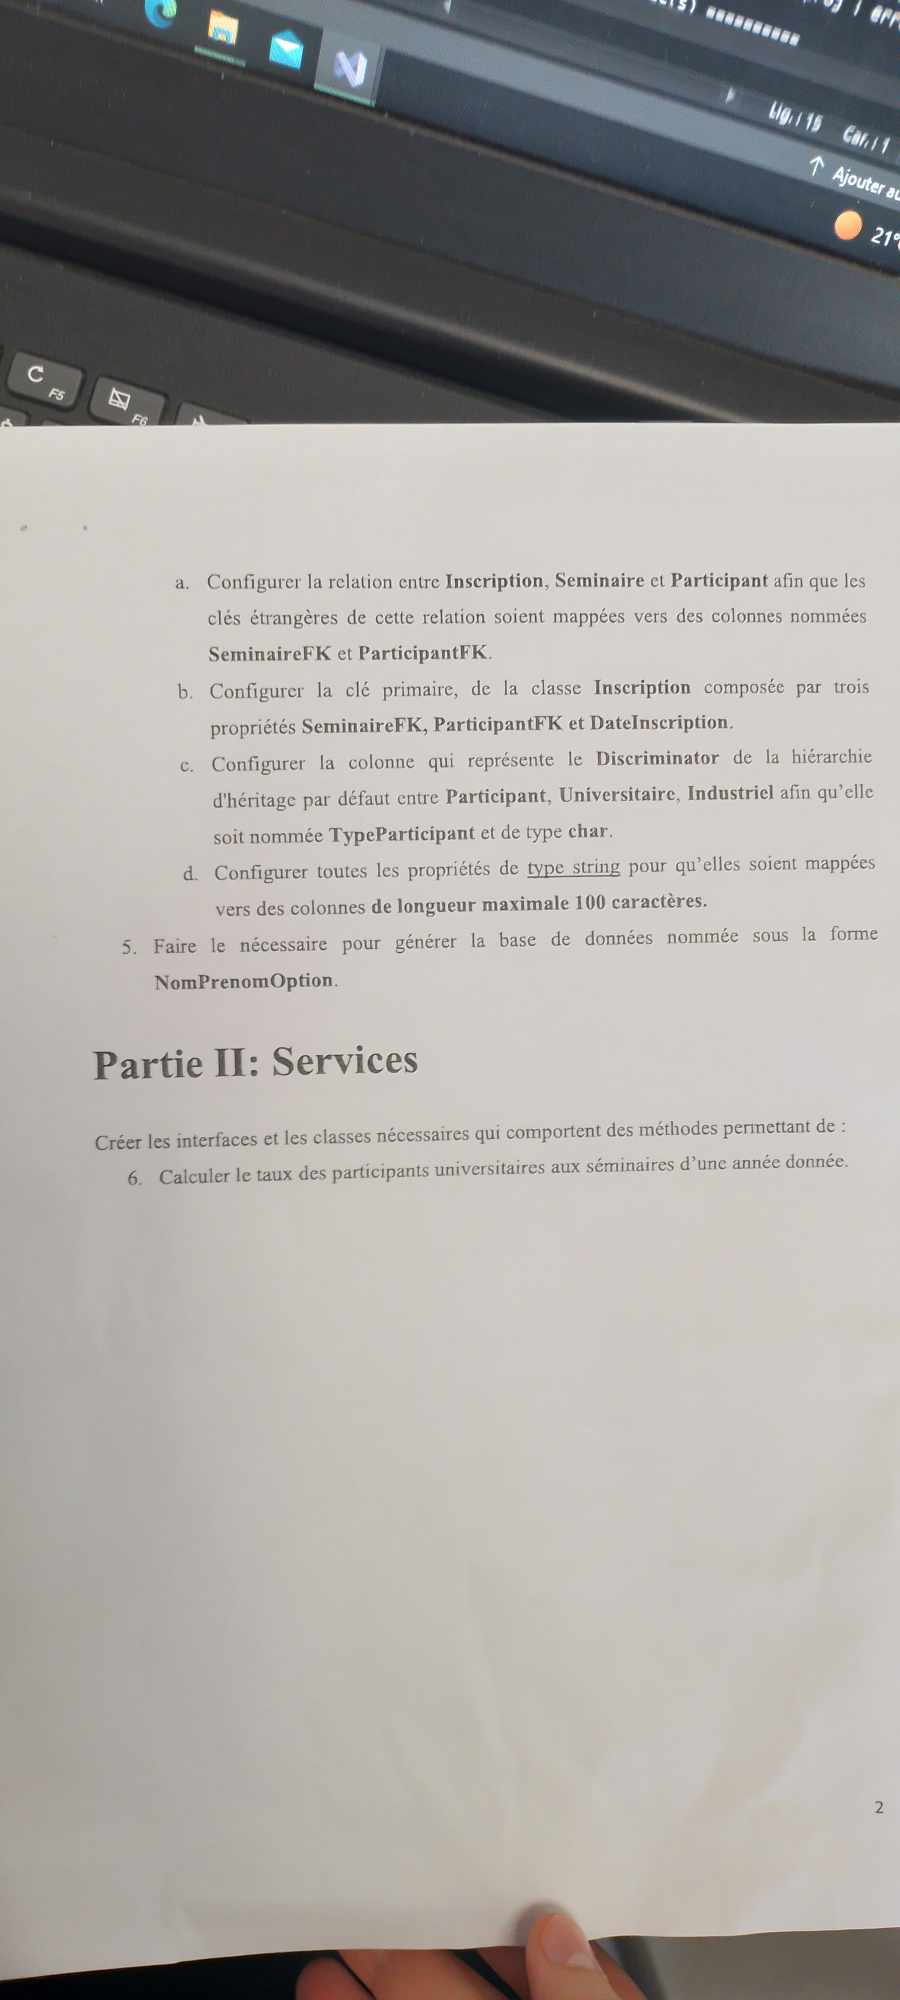 Lig. : 15 Car. : 1
Ajouter au
21°
F5
F6
a. Configurer la relation entre Inscription, Seminaire et Participant afin que les
clés étrangères de cette relation soient mappées vers des colonnes nommées
SeminaireFK et ParticipantFK.
b. Configurer la clé primaire, de la classe Inscription composée par trois
propriétés SeminaireFK, ParticipantFK et DateInscription.
c. Configurer la colonne qui représente le Discriminator de la hiérarchie
d'héritage par défaut entre Participant, Universitaire, Industriel afin qu'elle
soit nommée TypeParticipant et de type char.
d. Configurer toutes les propriétés de type string pour qu'elles soient mappées
vers des colonnes de longueur maximale 100 caractères.
5. Faire le nécessaire pour générer la base de données nommée sous la forme
NomPrenomOption.
Partie II: Services
Créer les interfaces et les classes nécessaires qui comportent des méthodes permettant de :
6. Calculer le taux des participants universitaires aux séminaires d'une année donnée.
2